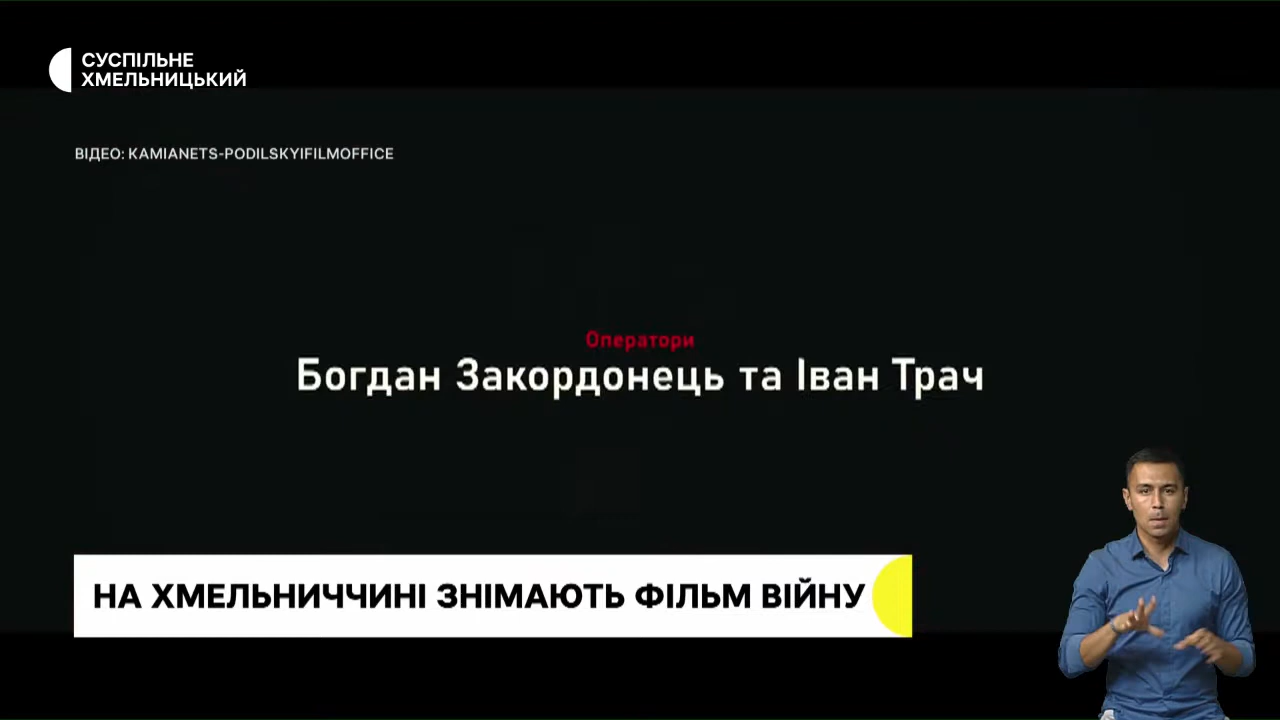 СУСПІЛЬНЕ
ХМЕЛЬНИЦЬКИЙ
ВІДЕО: KAMIANETS-PODILSKYIFILMOFFICE
Оператори
Богдан Закордонець та Іван Трач
НА ХМЕЛЬНИЧЧИНІ ЗНІМАЮТЬ ФІЛЬМ ВІЙНУ